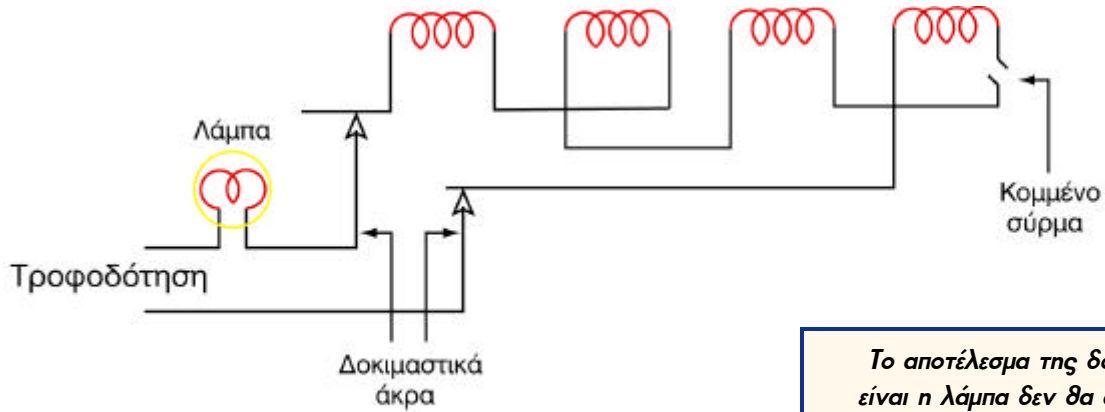 Λάμπα
Κομμένο
σύρμα
Τροφοδότηση
Δοκιμαστικά
άκρα
Το αποτέλεσμα της
είναι η λάμπα δεν θα